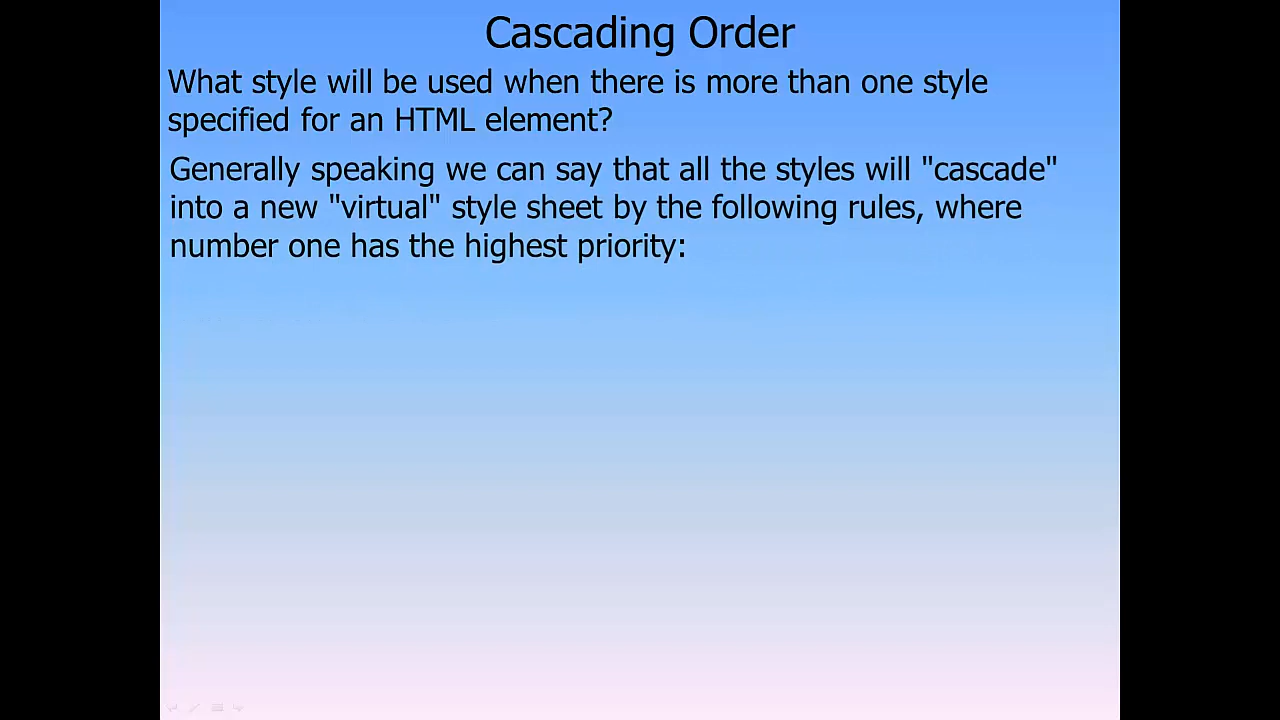 Cascading Order
What style will be used when there is more than one style
specified for an HTML element?
Generally speaking we can say that all the styles will "cascade"
into a new "virtual" style sheet by the following rules, where
number one has the highest priority: